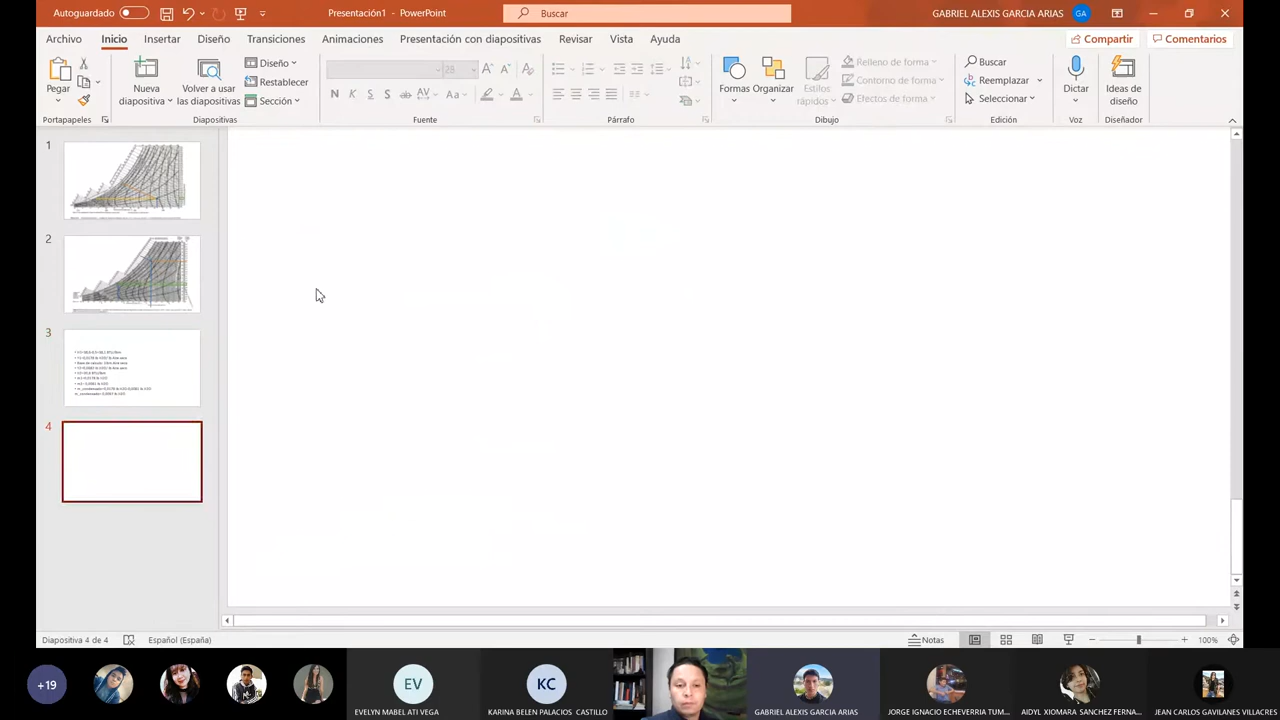 Autoguardado
Presentación1 - PowerPoint
Buscar
GABRIEL ALEXIS GARCIA ARIAS
GA
Archivo
Inicio
Insertar
Diseño
Transiciones
Animaciones
Presentación con diapositivas
Revisar
Vista
Ayuda
Compartir
Comentarios
Pegar
Nueva
diapositiva
Volver a usar
las diapositivas
Diseño
Restablecer
Sección
28
N K S S ab AV Aa A
Formas
Organizar
Estilos
rápidos
Relleno de forma
Contorno de forma
Efectos de forma
Buscar
Reemplazar
Seleccionar
Dictar
Ideas de
diseño
Portapapeles
Diapositivas
Fuente
Párrafo
Dibujo
Edición
Voz
Diseñador
1
2
3
4
Diapositiva 4 de 4
Español (España)
Notas
100%
+19
EV
EVELYN MABEL ATI VEGA
KC
KARINA BELEN PALACIOS CASTILLO
GABRIEL ALEXIS GARCIA ARIAS
JORGE IGNACIO ECHEVERRIA TUM...
AIDYL XIOMARA SANCHEZ FERNA...
JEAN CARLOS GAVILANES VILLACRES